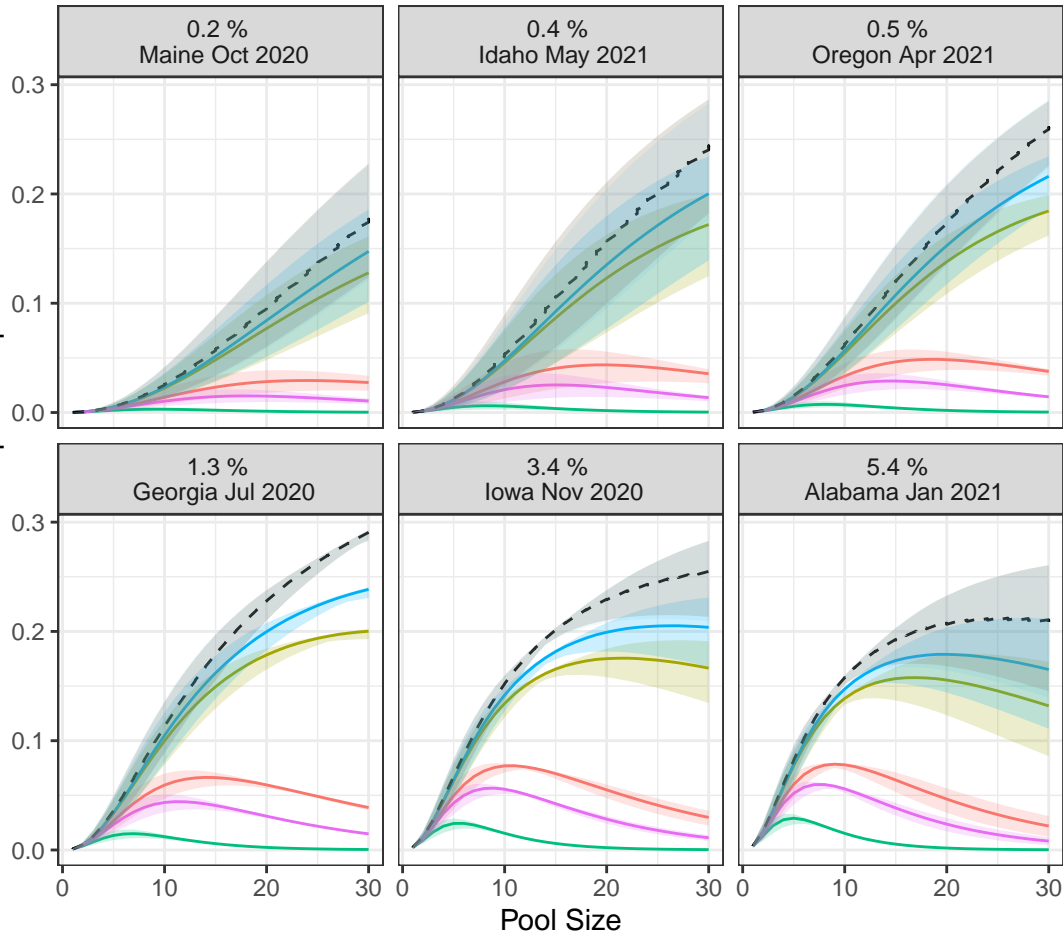 0.2 %
Maine Oct 2020
0.4 %
Idaho May 2021
0.5 %
Oregon Apr 2021
0.3
0.2
0.1
0.0
1.3 %
Georgia Jul 2020
3.4 %
Iowa Nov 2020
5.4 %
Alabama Jan 2021
0.3
0.2
0.1
0.0
0 10 20 30 0 10 20 30 0 10 20 30
Pool Size